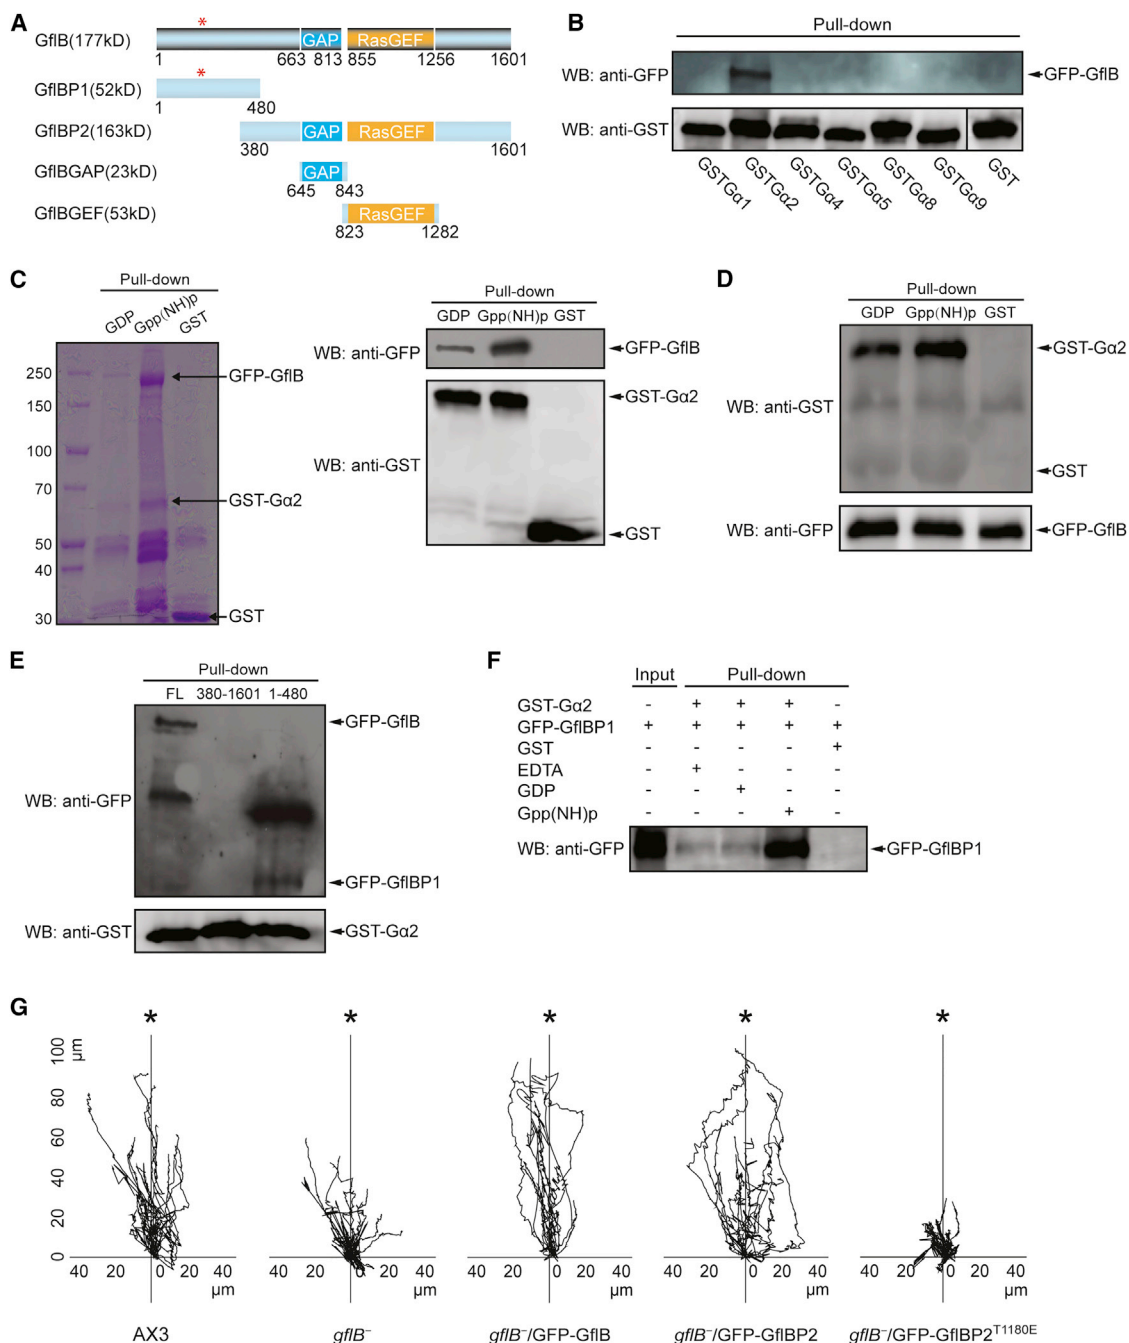 A
GflB(177kD)
*
GAP
RasGEF
1
663 813 855 1256 1601
GflBP1(52kD)
*
1 480
GflBP2(163kD)
GAP
RasGEF
380 1601
GflBGAP(23kD)
GAP
645 843
GflBGEF(53kD)
RasGEF
823 1282
B
Pull-down
WB: anti-GFP
GFP-GflB
WB: anti-GST
GSTGα1
GSTGα2
GSTGα4
GSTGα5
GSTGα8
GSTGα9
GST
C
Pull-down
GDP
Gpp(NH)p
GST
250
150
100
70
50
40
30
GFP-GflB
GST-Gα2
GST
Pull-down
GDP Gpp(NH)p GST
WB: anti-GFP
GFP-GflB
GST-Gα2
WB: anti-GST
GST
D
Pull-down
GDP Gpp(NH)p GST
GST-Gα2
WB: anti-GST
GST
WB: anti-GFP
GFP-GflB
E
Pull-down
FL 380-1601 1-480
GFP-GflB
WB: anti-GFP
GFP-GflBP1
WB: anti-GST
GST-Gα2
F
Input Pull-down
GST-Gα2 - + + + -
GFP-GflBP1 + + + + +
GST - - - - +
EDTA - + - - -
GDP - - + - -
Gpp(NH)p - - - + -
WB: anti-GFP
GFP-GflBP1
G
* * * * *
100 µm
80
60
40
20
0
40 20 0 20 40 40 20 0 20 40 40 20 0 20 40 40 20 0 20 40 40 20 0 20 40
µm µm µm µm µm
AX3 gflB– gflB–/GFP-GflB gflB–/GFP-GflBP2 gflB–/GFP-GflBP2T1180E